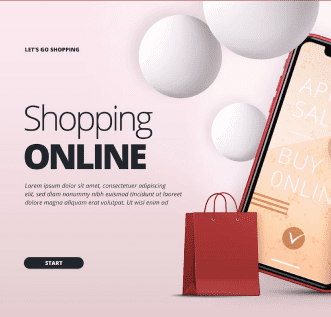 LET'S GO SHOPPING
Shopping
ONLINE
Lorem ipsum dolor sit amet, consectetuer adipiscing
elit, sed diam nonummy nibh euismod tincidunt ut laoreet
dolore magna aliquam erat volutpat. Ut wisi enim ad
START
AP
SAL
BUY
ONLIN